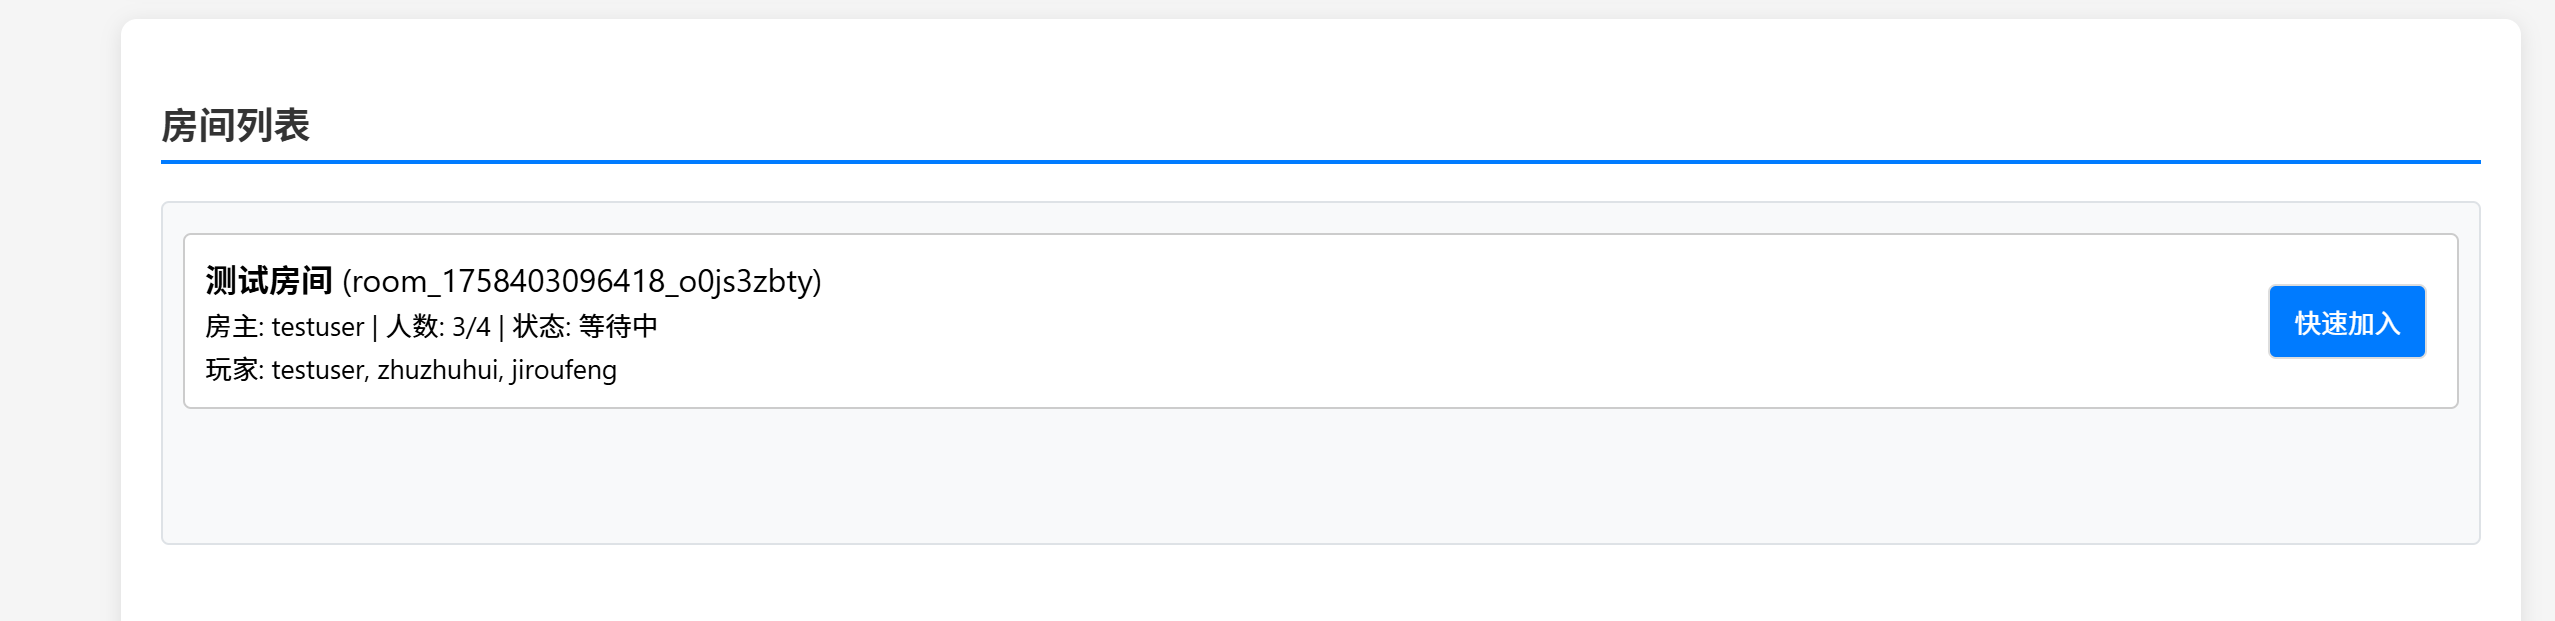 房间列表
测试房间 (room_1758403096418_o0js3zbty)
房主: testuser | 人数: 3/4 | 状态: 等待中
玩家: testuser, zhuzhuhui, jiroufeng
快速加入